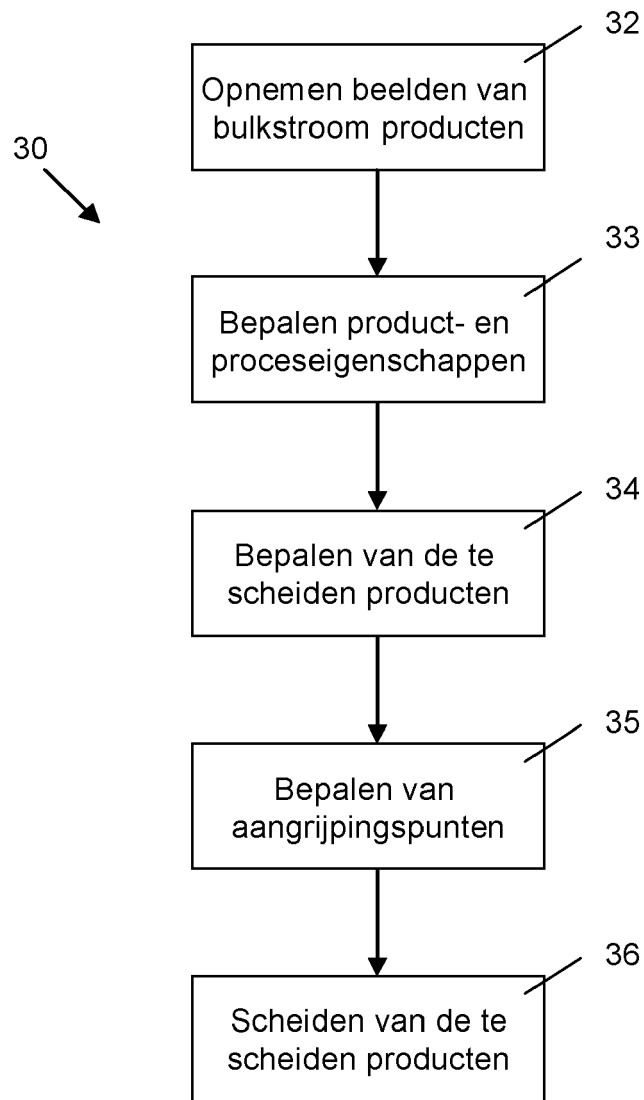 32
Opnemen beelden van
bulkstroom producten
30
33
Bepalen product- en
proceseigenschappen
34
Bepalen van de te
scheiden producten
35
Bepalen van
aangrijpingspunten
36
Scheiden van de te
scheiden producten